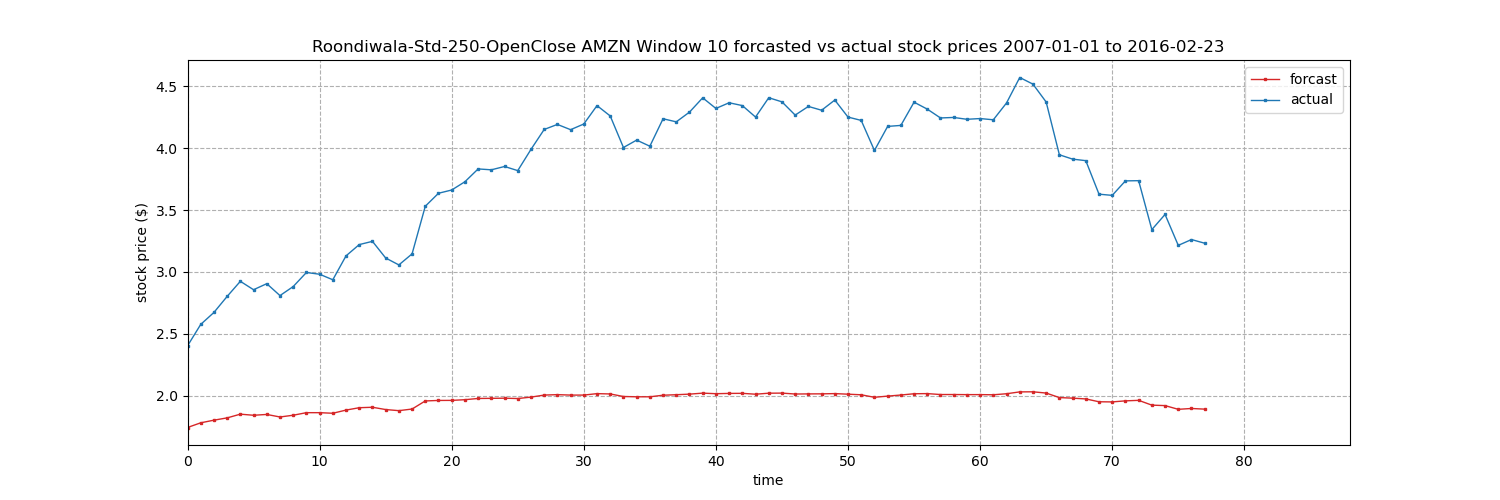 Roondiwala-Std-250-OpenClose AMZN Window 10 forcasted vs actual stock prices 2007-01-01 to 2016-02-23
forcast
actual
4.5
4.0
3.5
3.0
2.5
2.0
stock price ($)
0 10 20 30 40 50 60 70 80
time